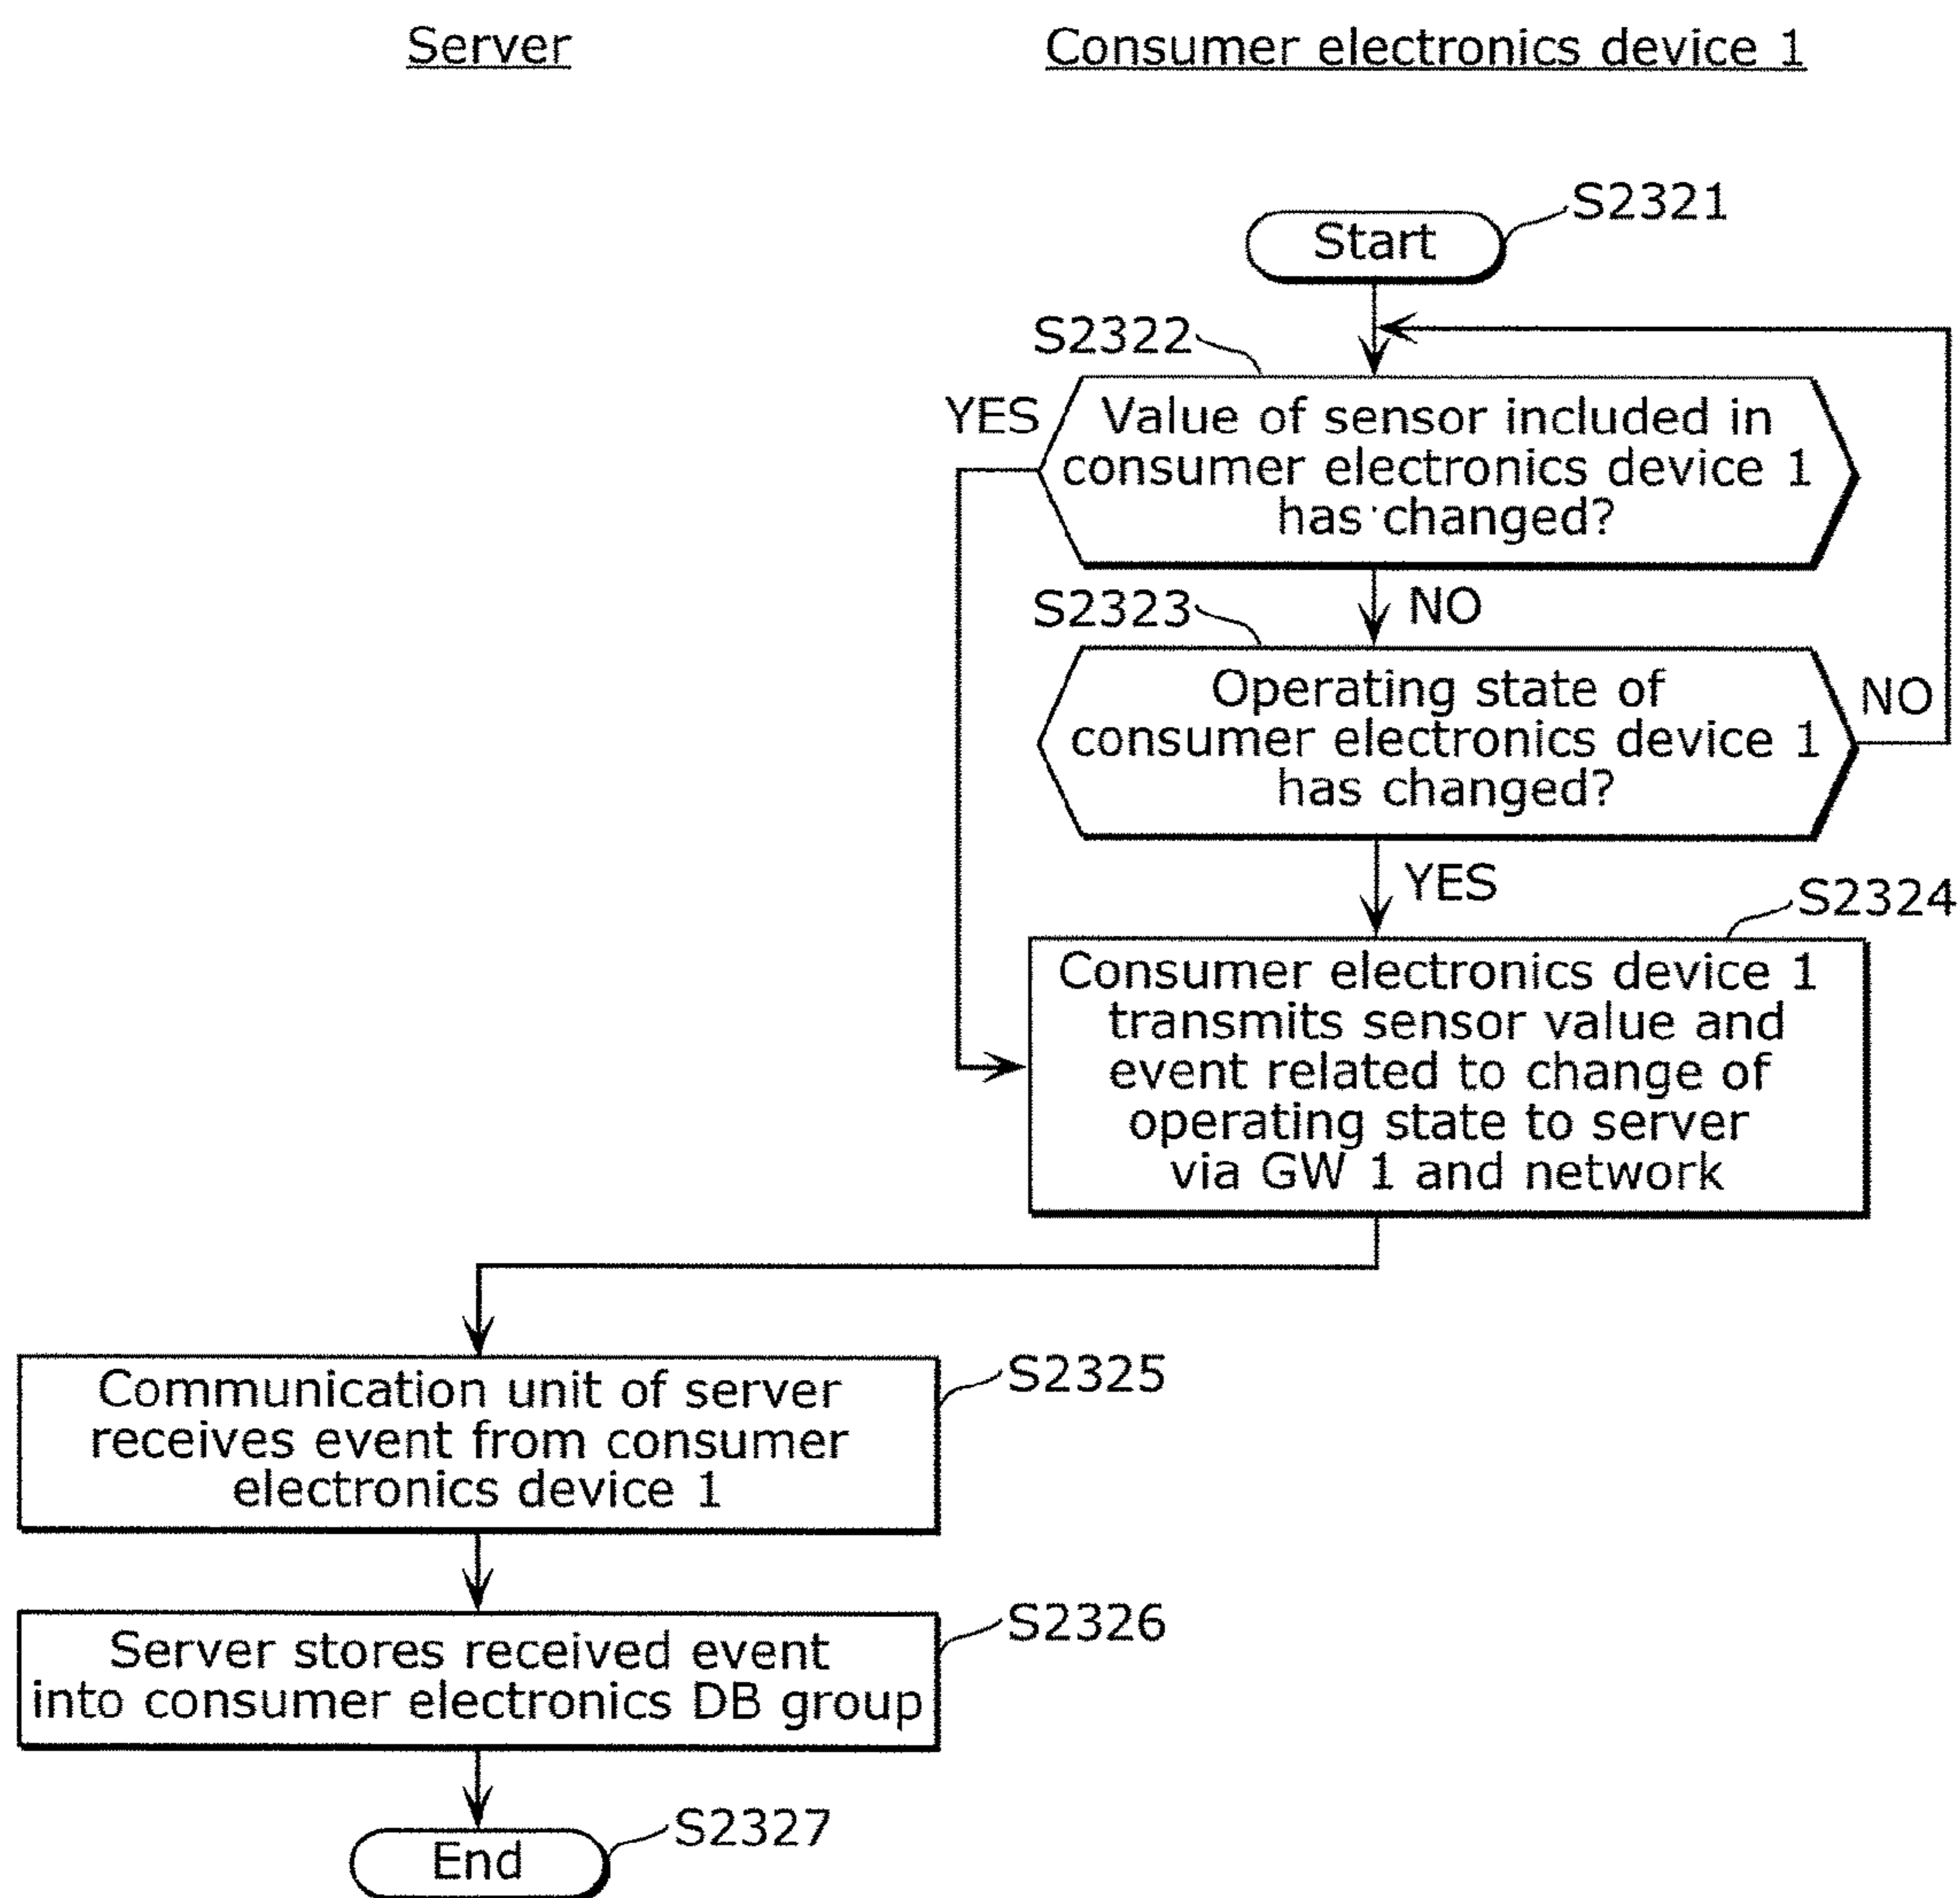 Server
Consumer electronics device 1
S2321
Start
S2322
YES
Value of sensor included in
consumer electronics device 1
has changed?
NO
S2323
Operating state of
consumer electronics device 1
has changed?
NO
YES
S2324
Consumer electronics device 1
transmits sensor value and
event related to change of
operating state to server
via GW 1 and network
S2325
Communication unit of server
receives event from consumer
electronics device 1
S2326
Server stores received event
into consumer electronics DB group
S2327
End